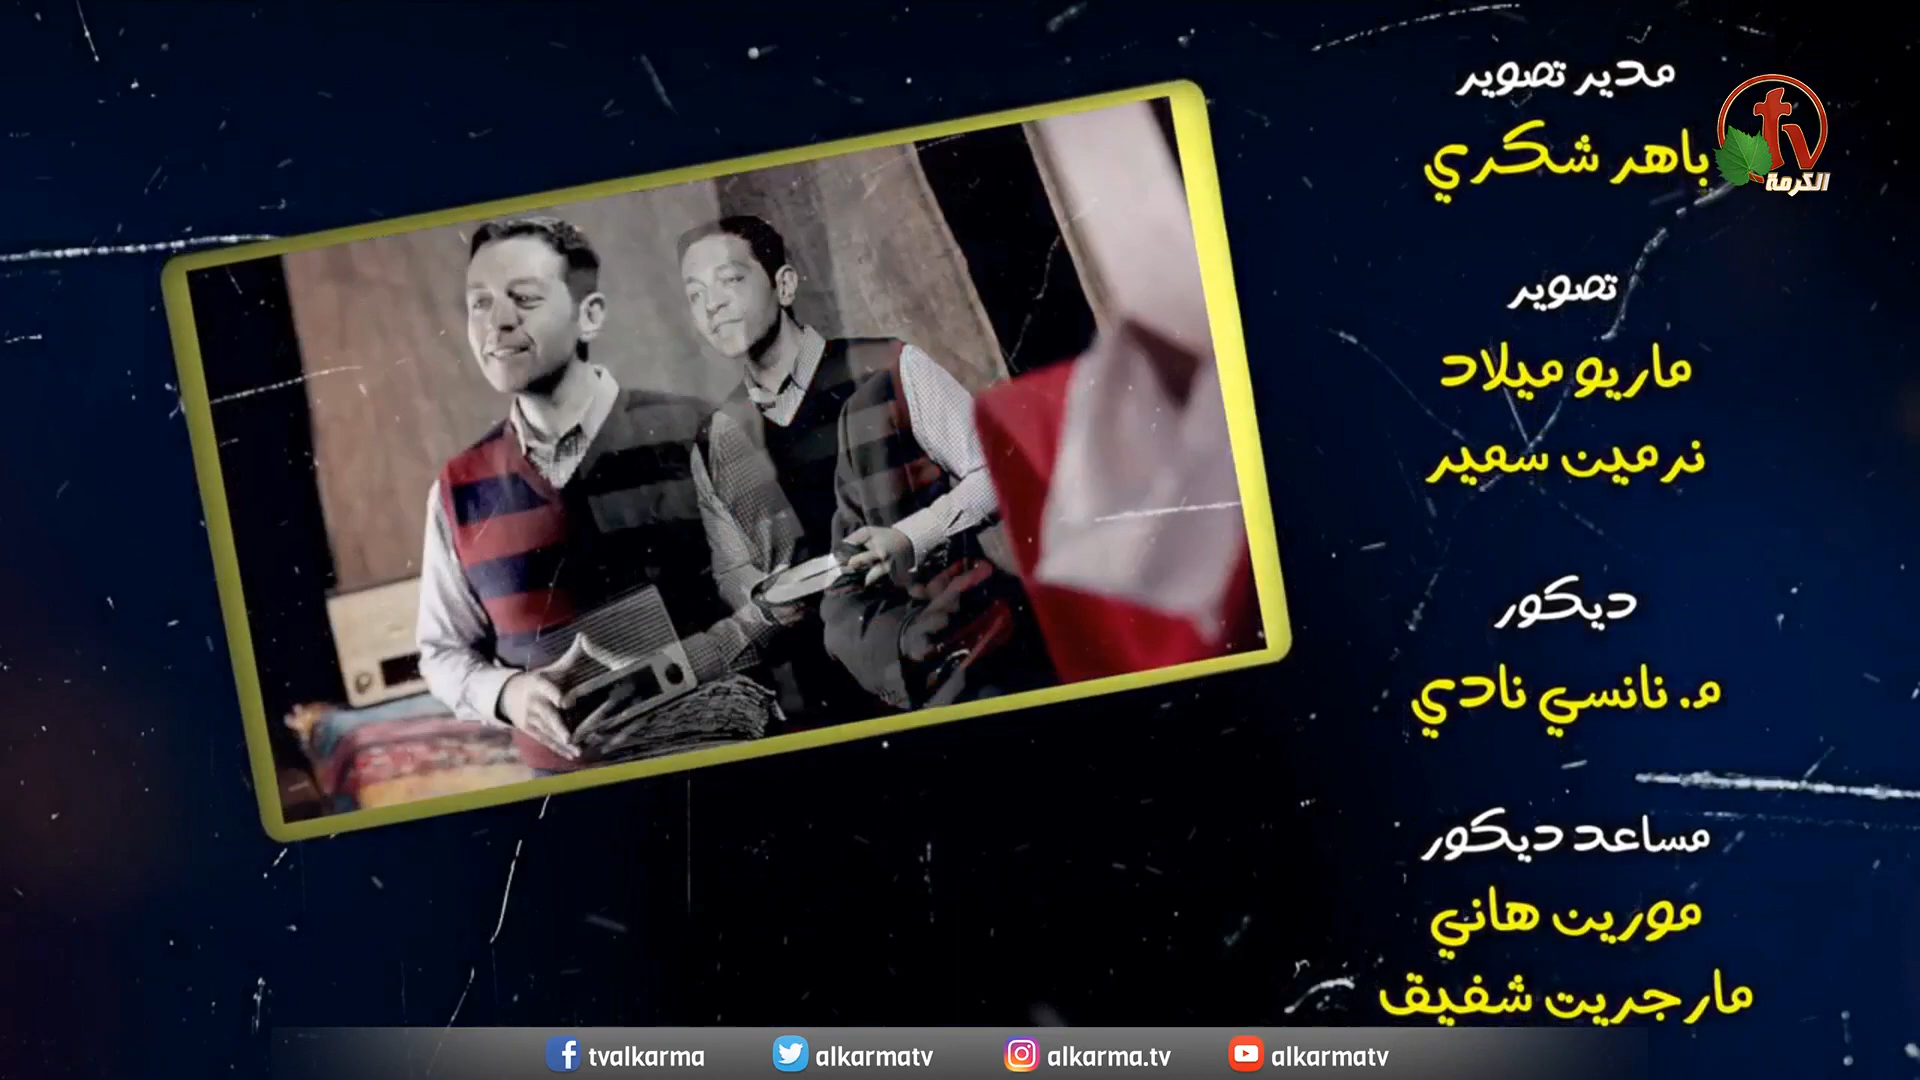 مدير تصوير
باهر شكري
tv
الكرمة
تصوير
ماريو ميلاد
نرمين سمير
ديكور
م. نانسي نادي
مساعد ديكور
مورين هاني
مارجريت شفيق
tvalkarma alkarmatv alkarma.tv alkarmatv